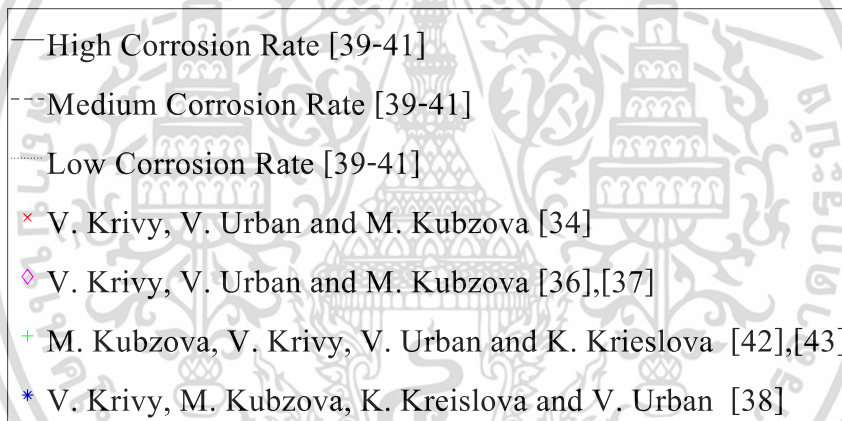 High Corrosion Rate [39-41]
Medium Corrosion Rate [39-41]
Low Corrosion Rate [39-41]
V. Krivy, V. Urban and M. Kubzova [34]
V. Krivy, V. Urban and M. Kubzova [36],[37]
M. Kubzova, V. Krivy, V. Urban and K. Krieslova [42],[43]
V. Krivy, M. Kubzova, K. Kreislova and V. Urban [38]